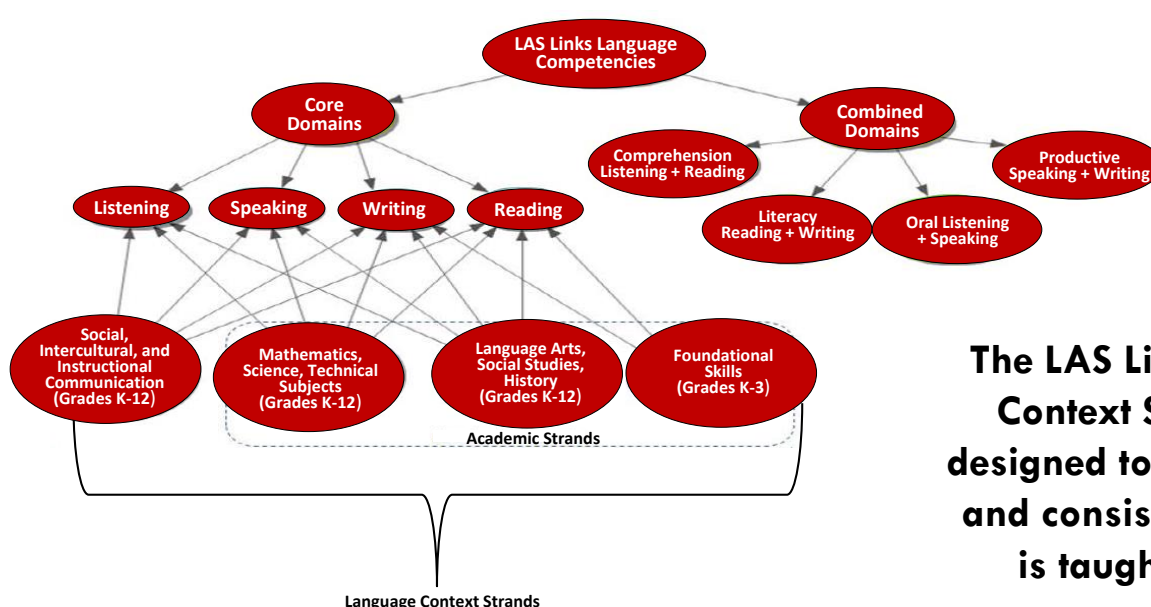 LAS Links Language
Competencies
Core
Domains
Combined
Domains
Comprehension
Listening + Reading
Productive
Speaking + Writing
Listening
Speaking
Writing
Reading
Literacy
Reading + Writing
Oral Listening
+ Speaking
Social,
Intercultural, and
Instructional
Communication
(Grades K-12)
Mathematics,
Science, Technical
Subjects
(Grades K-12)
Language Arts,
Social Studies,
History
(Grades K-12)
Foundational
Skills
(Grades K-3)
Academic Strands
Language Context Strands
The LAS Li
Context S
designed to
and consis
is taugh